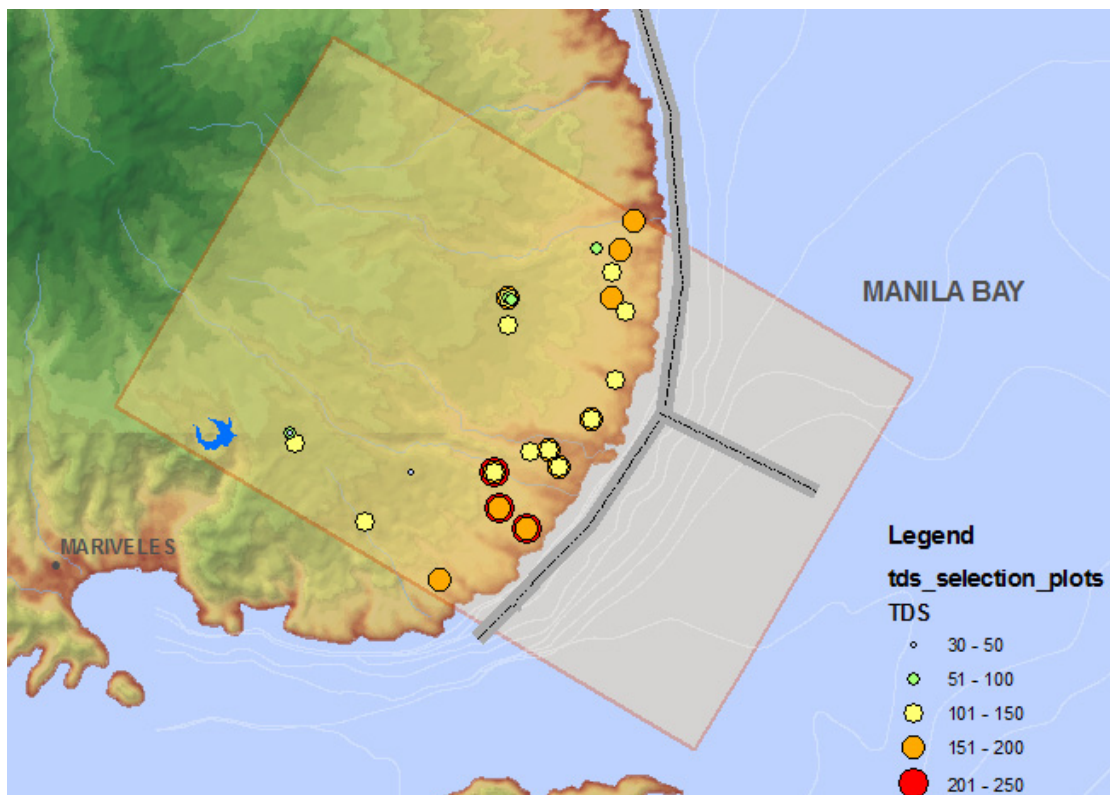 MANILA BAY
MARIVELES
Legend
tds_selection_plots
TDS
30 - 50
51 - 100
101 - 150
151 - 200
201 - 250